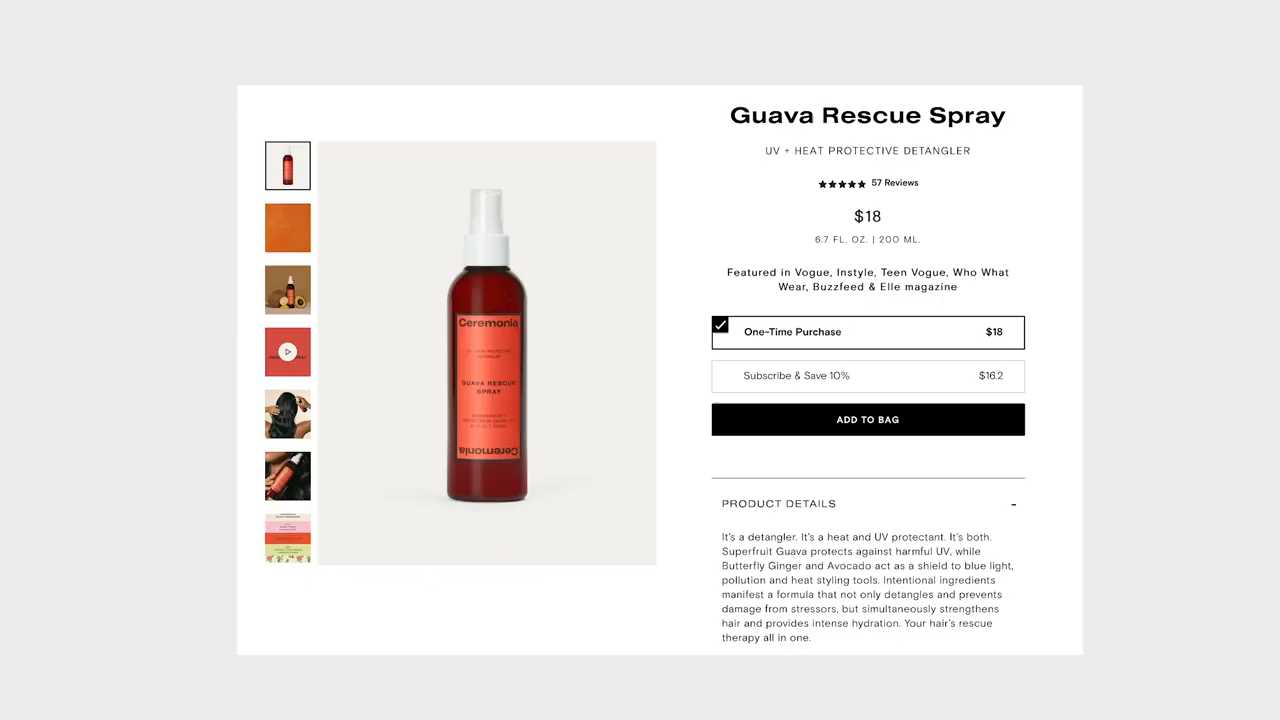 Guava Rescue Spray
UV + HEAT PROTECTIVE DETANGLER
57 Reviews
$18
6.7 FL. OZ. | 200 ML.
Featured in Vogue, Instyle, Teen Vogue, Who What
Wear, Buzzfeed & Elle magazine
One-Time Purchase $18
Subscribe & Save 10% $16.2
ADD TO BAG
PRODUCT DETAILS -
It's a detangler. It's a heat and UV protectant. It's both.
Superfruit Guava protects against harmful UV, while
Butterfly Ginger and Avocado act as a shield to blue light,
pollution and heat styling tools. Intentional ingredients
manifest a formula that not only detangles and prevents
damage from stressors, but simultaneously strengthens
hair and provides intense hydration. Your hair's rescue
therapy all in one.
Ceremonia
GUAVA RESCUE
SPRAY
Ceremonia